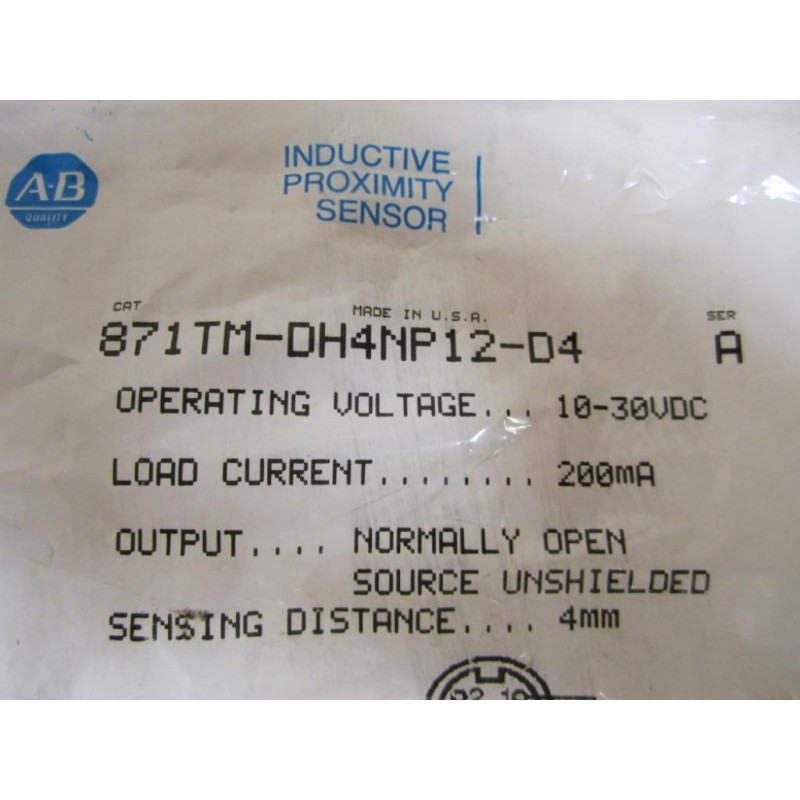 A-B
QUALITY
INDUCTIVE
PROXIMITY
SENSOR
CAT MADE IN U.S.A. SER
871TM-DH4NP12-D4 A
OPERATING VOLTAGE... 10-30VDC
LOAD CURRENT......... 200mA
OUTPUT.... NORMALLY OPEN
SOURCE UNSHIELDED
SENSING DISTANCE.... 4mm